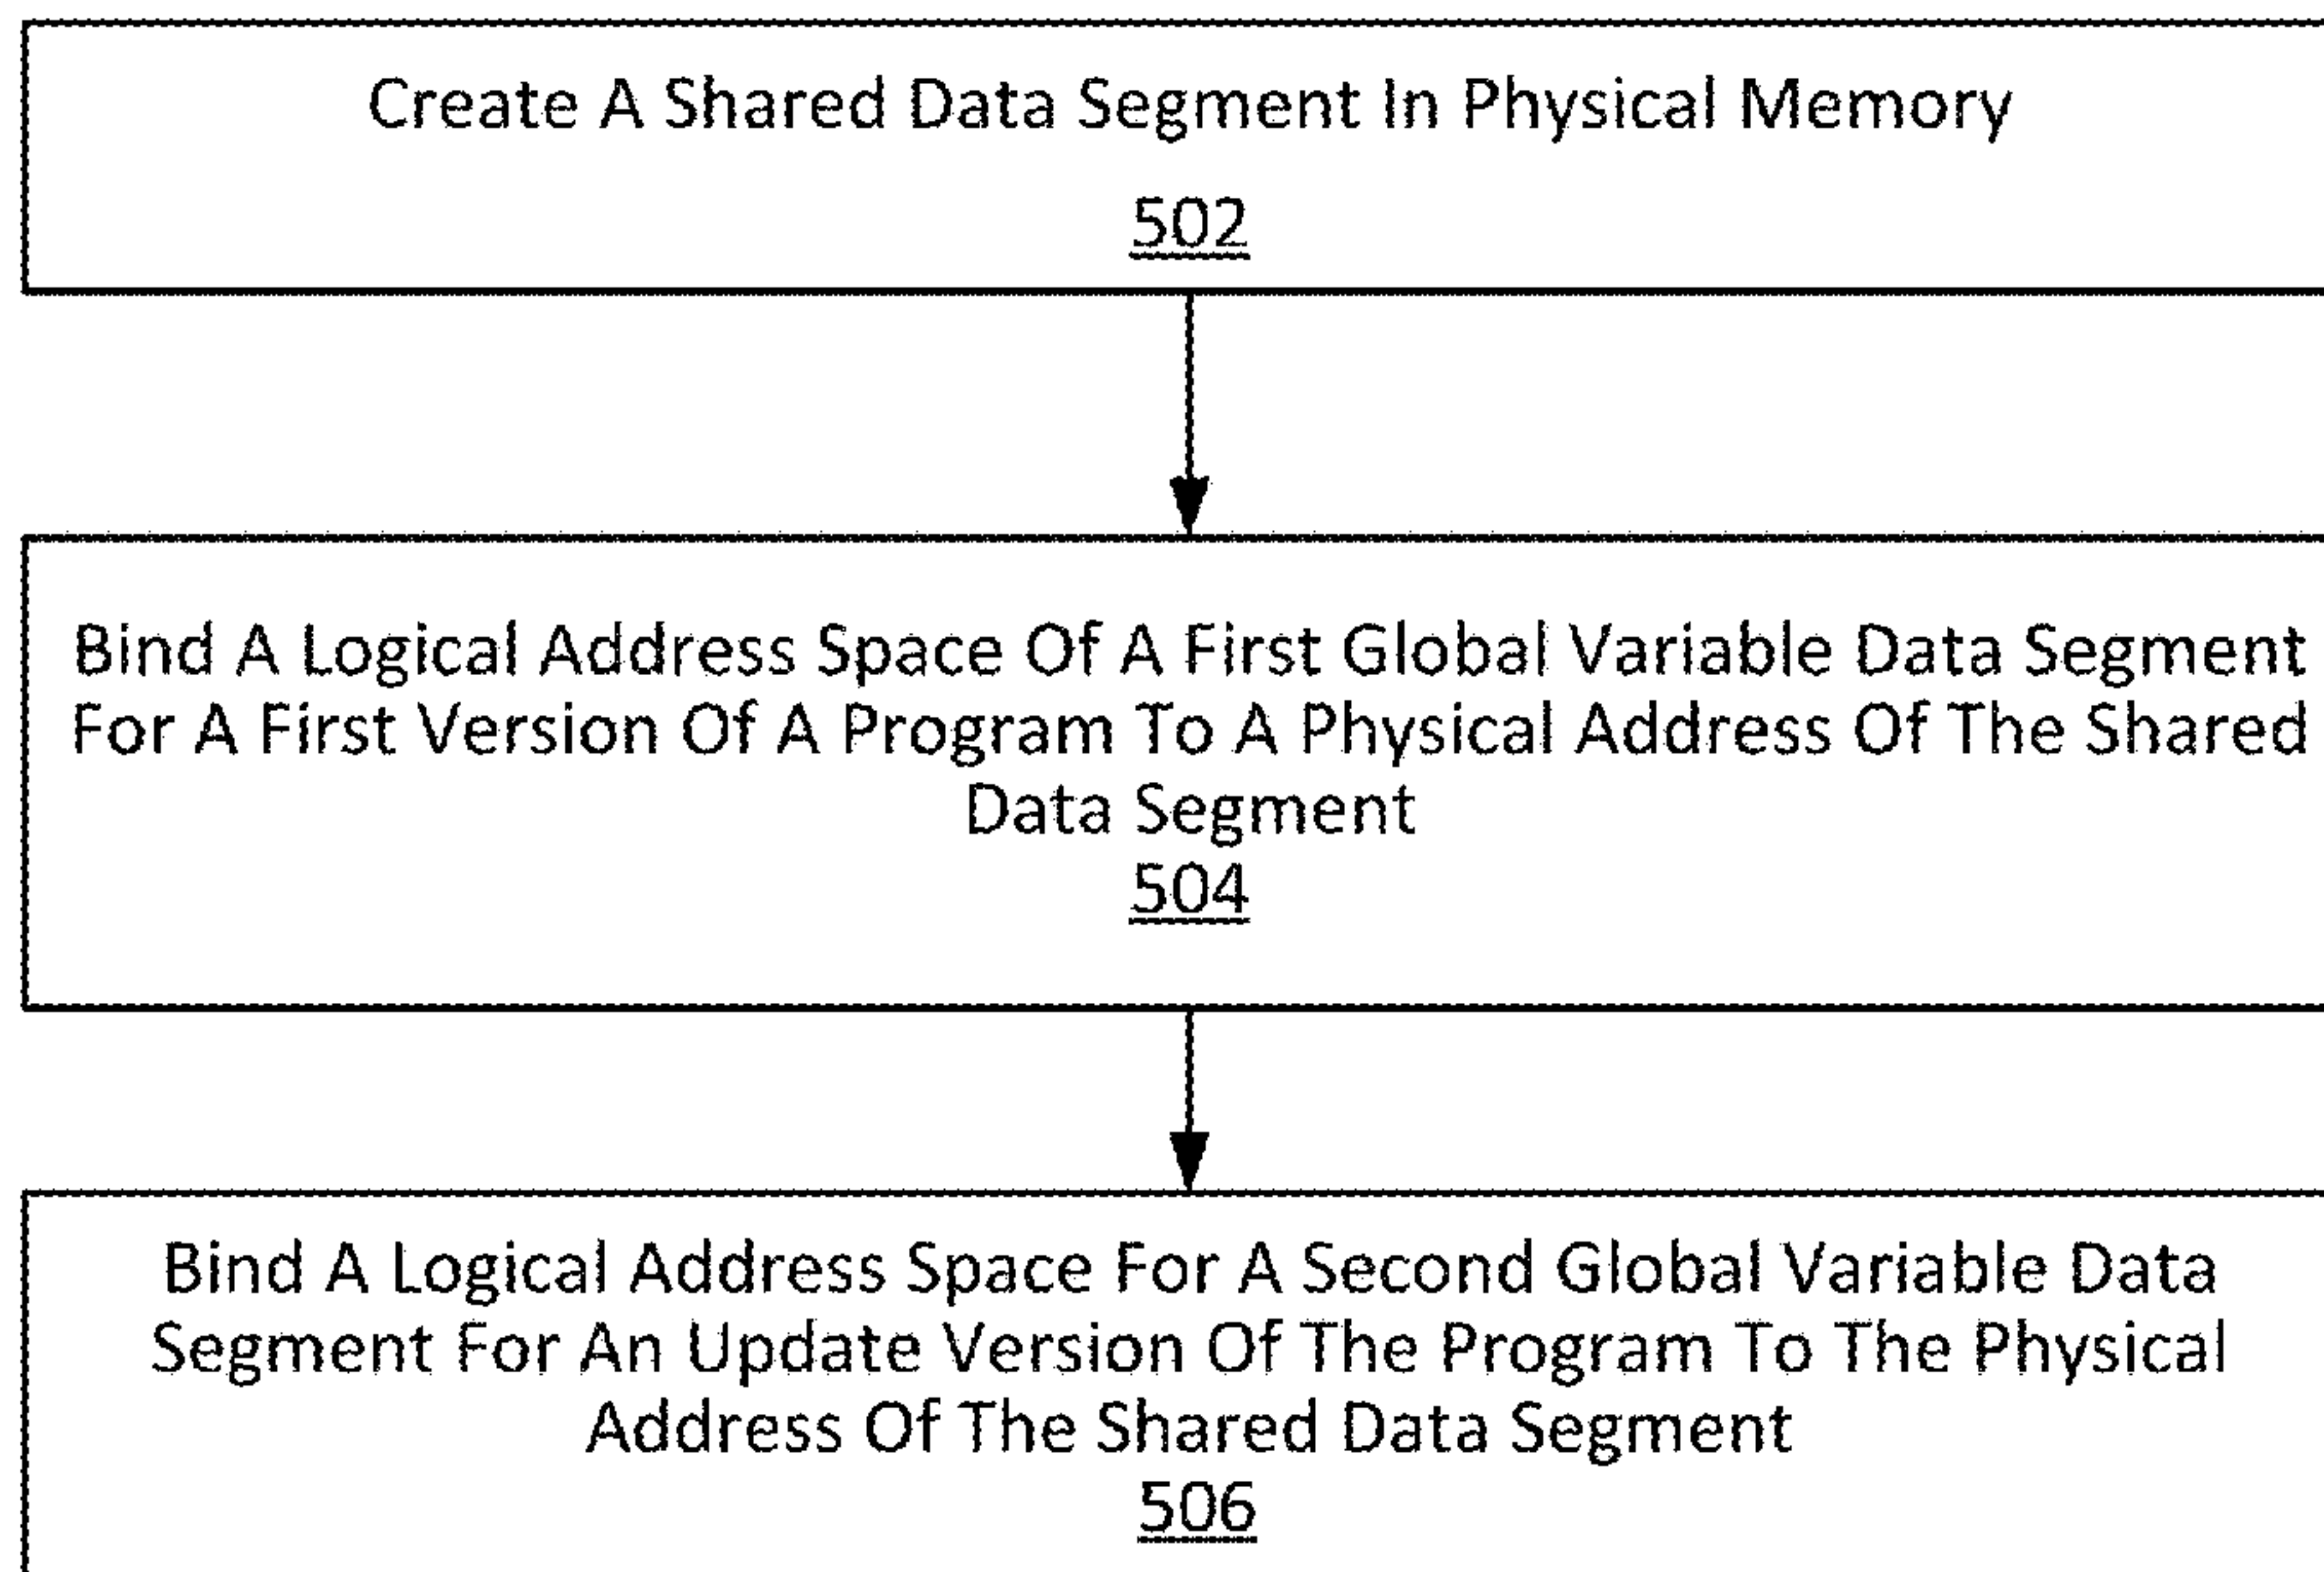 Create A Shared Data Segment In Physical Memory
502
Bind A Logical Address Space Of A First Global Variable Data Segment
For A First Version Of A Program To A Physical Address Of The Shared
Data Segment
504
Bind A Logical Address Space For A Second Global Variable Data
Segment For An Update Version Of The Program To The Physical
Address Of The Shared Data Segment
506